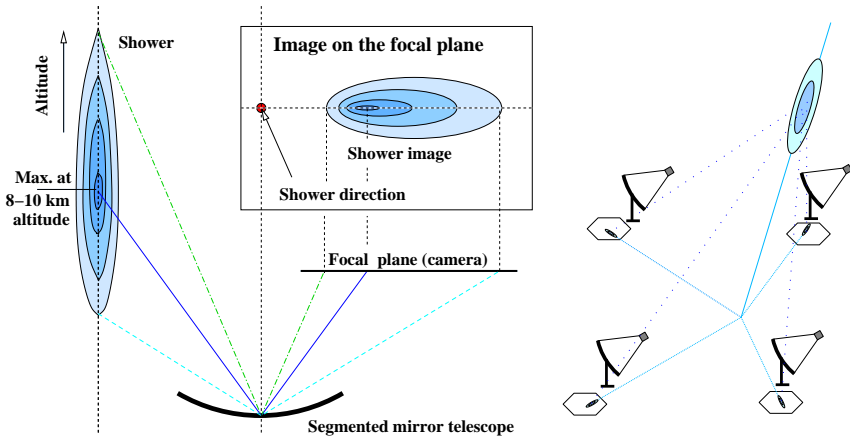 Shower
Altitude
Max. at
8–10 km
altitude
Image on the focal plane
Shower image
Shower direction
Focal plane (camera)
Segmented mirror telescope